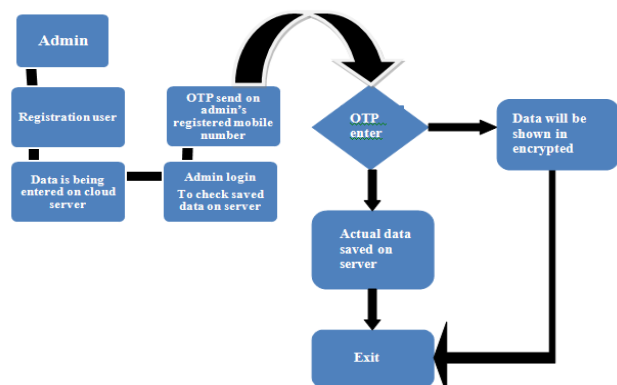 Admin
Registration user
Data is being
entered on cloud
server
Admin login
To check saved
data on server
OTP send on
admin's
registered mobile
number
OTP
enter
Data will be
shown in
encrypted
Actual data
saved on
server
Exit